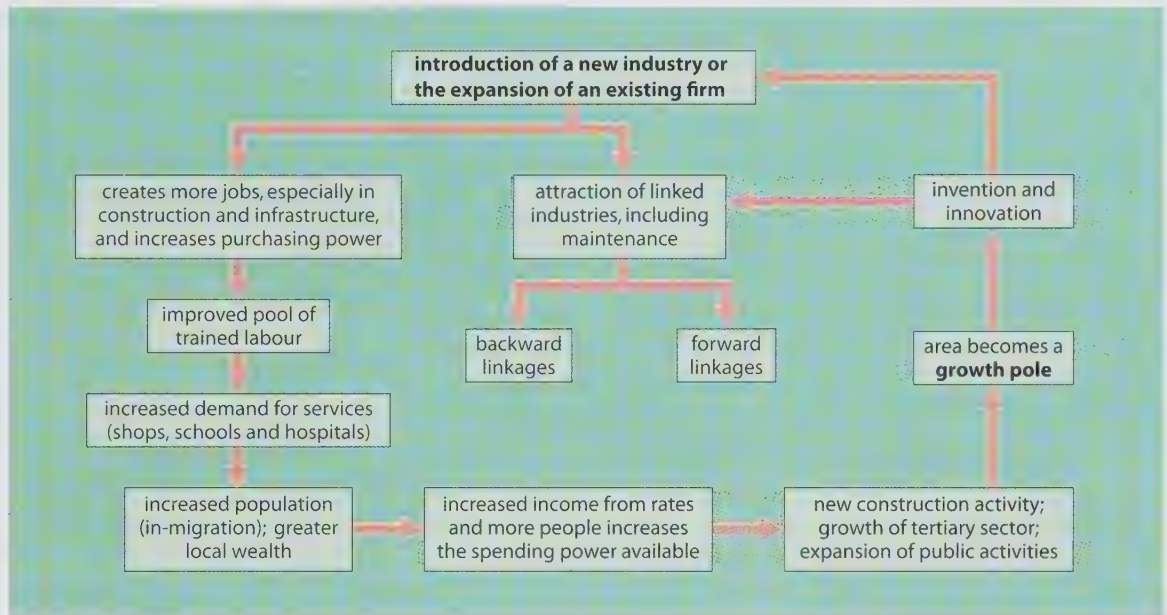 introduction of a new industry or
the expansion of an existing firm
creates more jobs, especially in
construction and infrastructure,
and increases purchasing power
attraction of linked
industries, including
maintenance
invention and
innovation
improved pool of
trained labour
backward
linkages
forward
linkages
area becomes a
growth pole
increased demand for services
(shops, schools and hospitals)
increased population
(in-migration); greater
local wealth
increased income from rates
and more people increases
the spending power available
new construction activity;
growth of tertiary sector;
expansion of public activities